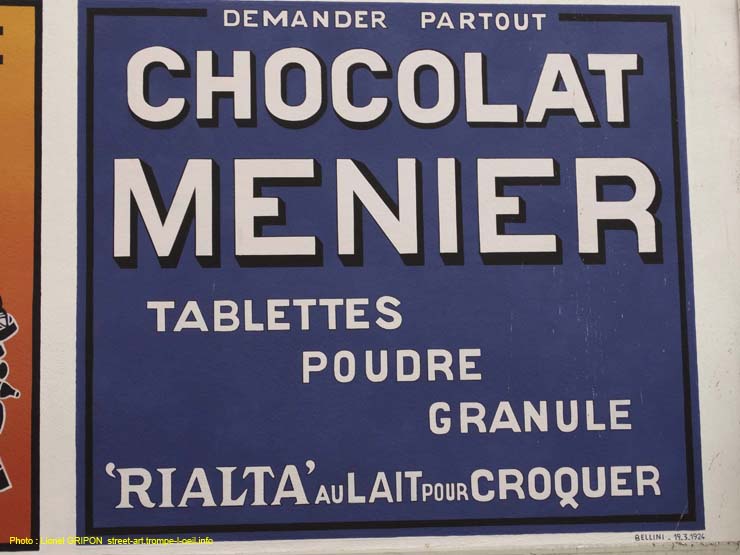 DEMANDER PARTOUT
CHOCOLAT
MENIER
TABLETTES
POUDRE
GRANULE
'RIALTA' AU LAIT POUR CROQUER
BELLINI - 19.3.1924
Photo : Lionel GRIPON street-art.trompe-l-oeil.info